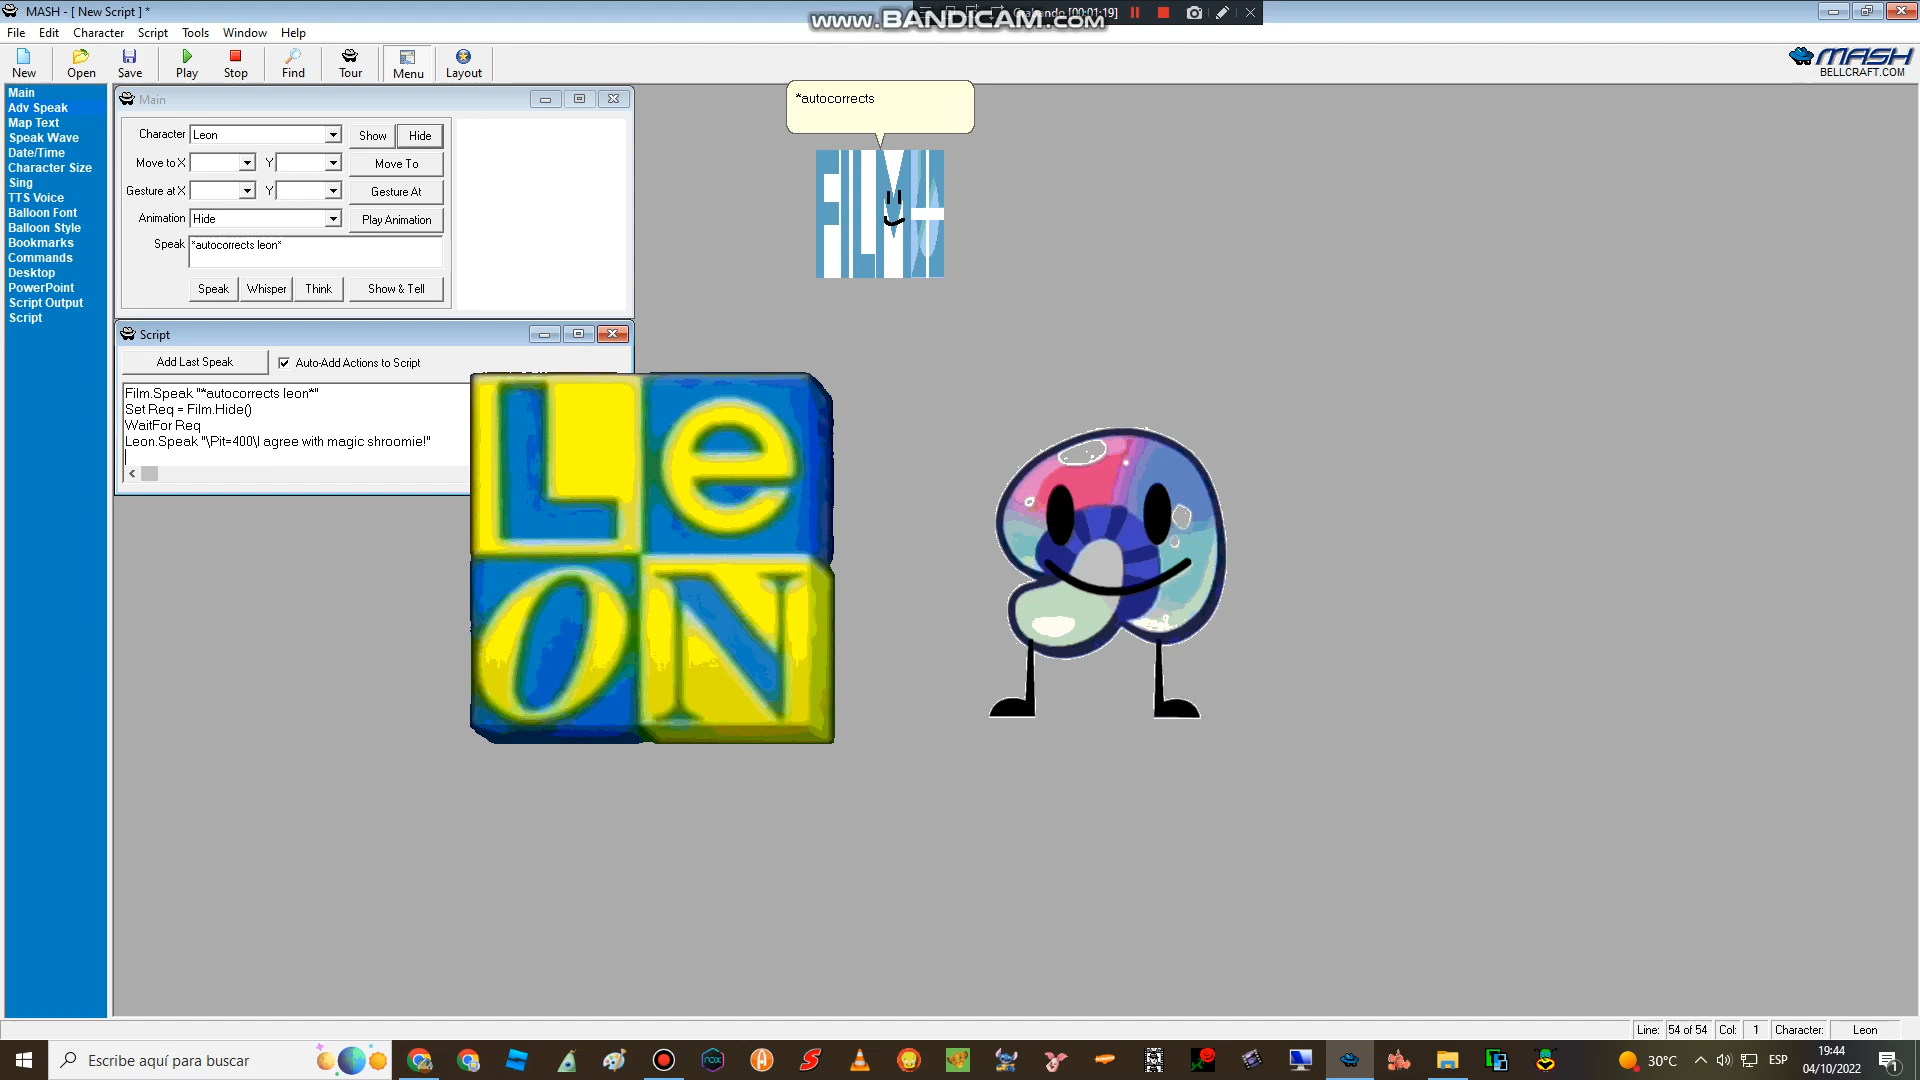 MASH - [ New Script ] *
www.BANDICAM.com
[00:01:19]
File Edit Character Script Tools Window Help
New Open Save Play Stop Find Tour Menu Layout
MASH
BELLCRAFT.COM
Main
Adv Speak
Map Text
Speak Wave
Date/Time
Character Size
Sing
TTS Voice
Balloon Font
Balloon Style
Bookmarks
Commands
Desktop
PowerPoint
Script Output
Script
Main
Character Leon Show Hide
Move to X Y Move To
Gesture at X Y Gesture At
Animation Hide Play Animation
Speak *autocorrects leon*
Speak Whisper Think Show & Tell
*autocorrects
FILM+
Script
Add Last Speak Auto-Add Actions to Script
Film.Speak "*autocorrects leon*"
Set Req = Film.Hide()
WaitFor Req
Leon.Speak "\Pit=400\I agree with magic shroomie!"
Le
ON
Line: 54 of 54 Col: 1 Character: Leon
Escribe aquí para buscar
30°C ESP 19:44
04/10/2022
1